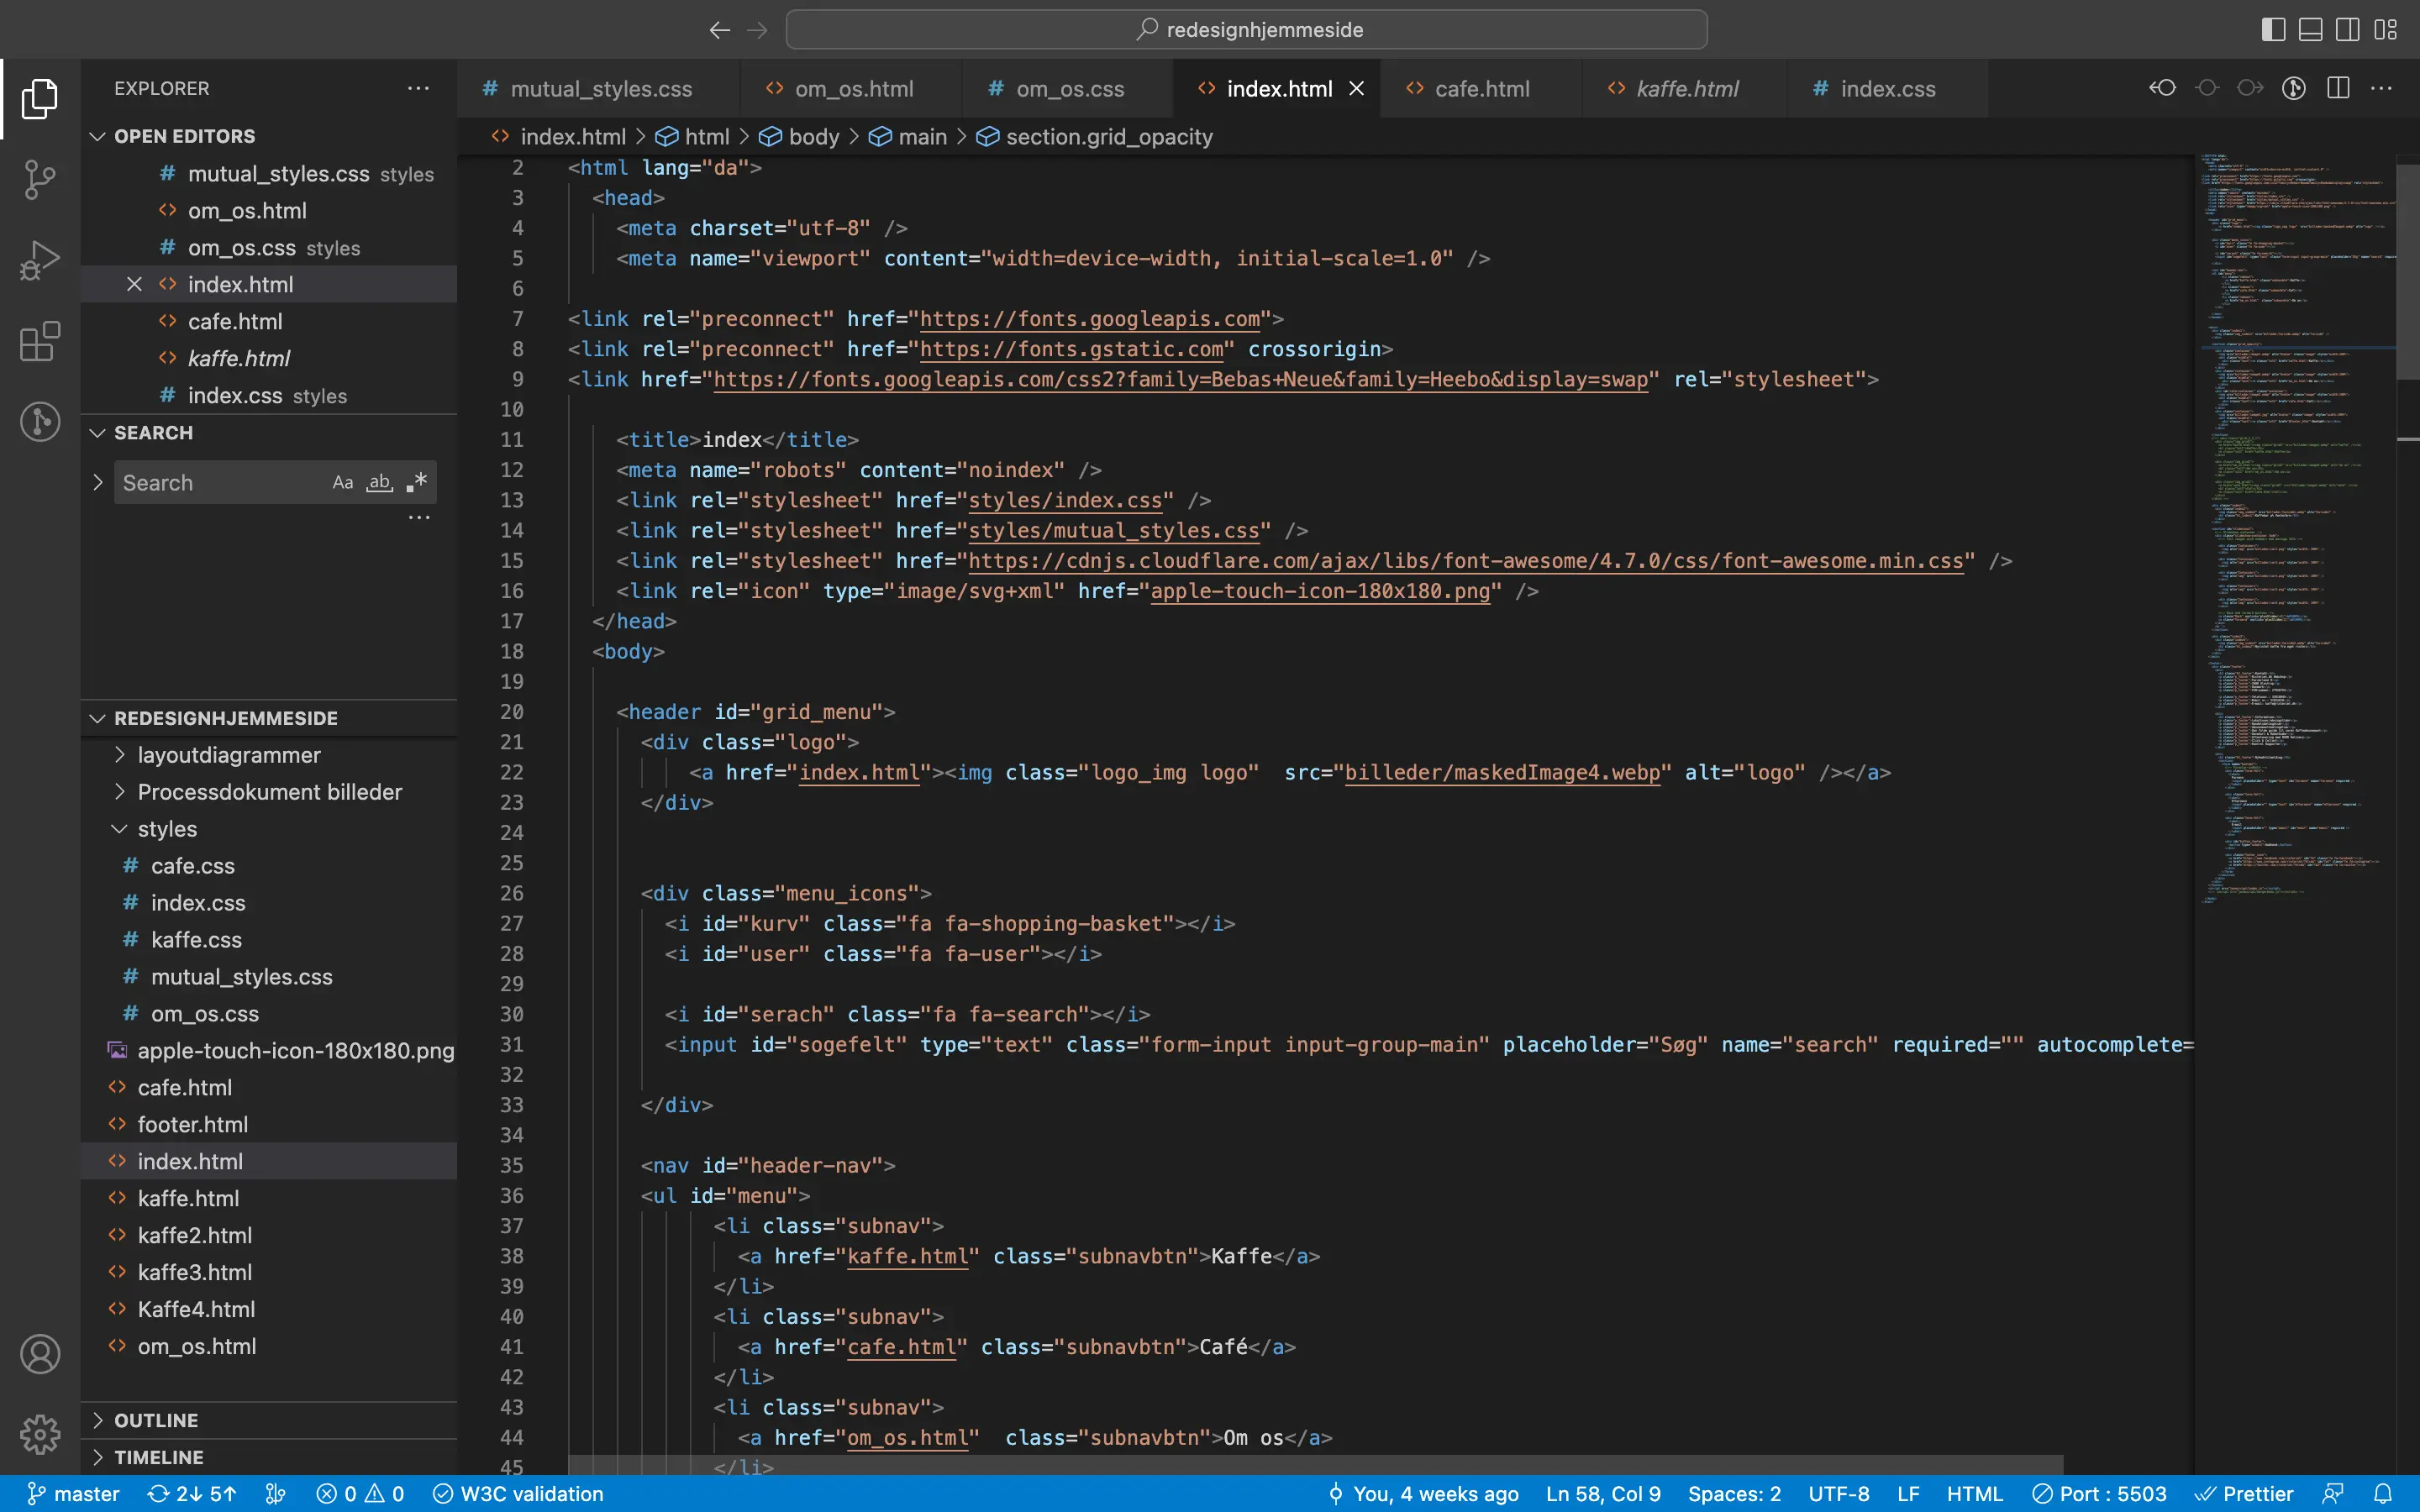 redesignhjemmeside
EXPLORER
OPEN EDITORS
# mutual_styles.css styles
<> om_os.html
# om_os.css styles
<> index.html
<> cafe.html
<> kaffe.html
# index.css styles
SEARCH
Search Aa ab .*
REDESIGNHJEMMESIDE
layoutdiagrammer
Processdokument billeder
styles
# cafe.css
# index.css
# kaffe.css
# mutual_styles.css
# om_os.css
apple-touch-icon-180x180.png
<> cafe.html
<> footer.html
<> index.html
<> kaffe.html
<> kaffe2.html
<> kaffe3.html
<> Kaffe4.html
<> om_os.html
OUTLINE
TIMELINE
# mutual_styles.css <> om_os.html # om_os.css <> index.html <> cafe.html <> kaffe.html # index.css
<> index.html > html > body > main > section.grid_opacity
2 <html lang="da">
3 <head>
4 <meta charset="utf-8" />
5 <meta name="viewport" content="width=device-width, initial-scale=1.0" />
6
7 <link rel="preconnect" href="https://fonts.googleapis.com">
8 <link rel="preconnect" href="https://fonts.gstatic.com" crossorigin>
9 <link href="https://fonts.googleapis.com/css2?family=Bebas+Neue&family=Heebo&display=swap" rel="stylesheet">
10
11 <title>index</title>
12 <meta name="robots" content="noindex" />
13 <link rel="stylesheet" href="styles/index.css" />
14 <link rel="stylesheet" href="styles/mutual_styles.css" />
15 <link rel="stylesheet" href="https://cdnjs.cloudflare.com/ajax/libs/font-awesome/4.7.0/css/font-awesome.min.css" />
16 <link rel="icon" type="image/svg+xml" href="apple-touch-icon-180x180.png" />
17 </head>
18 <body>
19
20 <header id="grid_menu">
21 <div class="logo">
22 <a href="index.html"><img class="logo_img logo"  src="billeder/maskedImage4.webp" alt="logo" /></a>
23 </div>
24
25
26 <div class="menu_icons">
27 <i id="kurv" class="fa fa-shopping-basket"></i>
28 <i id="user" class="fa fa-user"></i>
29
30 <i id="serach" class="fa fa-search"></i>
31 <input id="sogefelt" type="text" class="form-input input-group-main" placeholder="Søg" name="search" required="" autocomplete=
32
33 </div>
34
35 <nav id="header-nav">
36 <ul id="menu">
37 <li class="subnav">
38 <a href="kaffe.html" class="subnavbtn">Kaffe</a>
39 </li>
40 <li class="subnav">
41 <a href="cafe.html" class="subnavbtn">Café</a>
42 </li>
43 <li class="subnav">
44 <a href="om_os.html"  class="subnavbtn">Om os</a>
45 </li>
master 2↓ 5↑ 0 0 W3C validation You, 4 weeks ago Ln 58, Col 9 Spaces: 2 UTF-8 LF HTML Port : 5503 Prettier